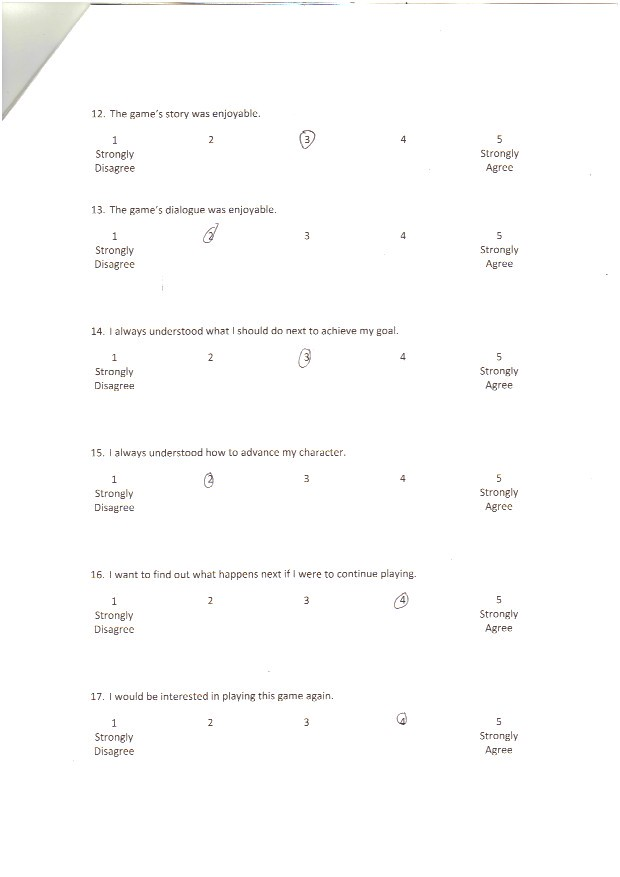 12. The game's story was enjoyable.
1 2 3 4 5
Strongly Strongly
Disagree Agree
13. The game's dialogue was enjoyable.
1 2 3 4 5
Strongly Strongly
Disagree Agree
14. I always understood what I should do next to achieve my goal.
1 2 3 4 5
Strongly Strongly
Disagree Agree
15. I always understood how to advance my character.
1 2 3 4 5
Strongly Strongly
Disagree Agree
16. I want to find out what happens next if I were to continue playing.
1 2 3 4 5
Strongly Strongly
Disagree Agree
17. I would be interested in playing this game again.
1 2 3 4 5
Strongly Strongly
Disagree Agree